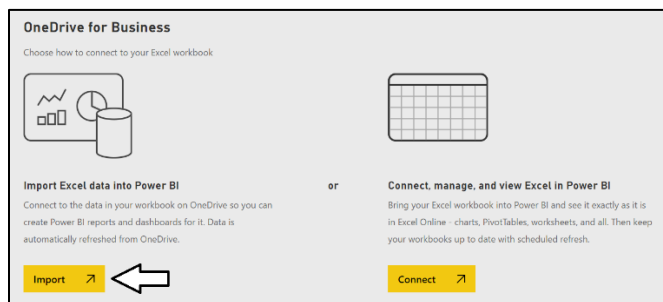 OneDrive for Business
Choose how to connect to your Excel workbook
Import Excel data into Power BI
Connect to the data in your workbook on OneDrive so you can
create Power BI reports and dashboards for it. Data is
automatically refreshed from OneDrive.
Import
or
Connect, manage, and view Excel in Power BI
Bring your Excel workbook into Power BI and see it exactly as it is
in Excel Online - charts, PivotTables, worksheets, and all. Then keep
your workbooks up to date with scheduled refresh.
Connect